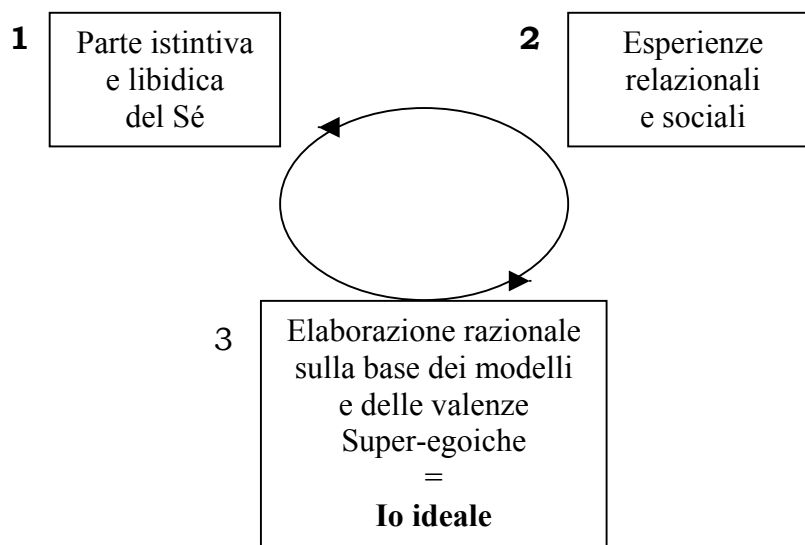 1
Parte istintiva
e libidica
del Sé
2
Esperienze
relazionali
e sociali
3
Elaborazione razionale
sulla base dei modelli
e delle valenze
Super-egoiche
=
Io ideale